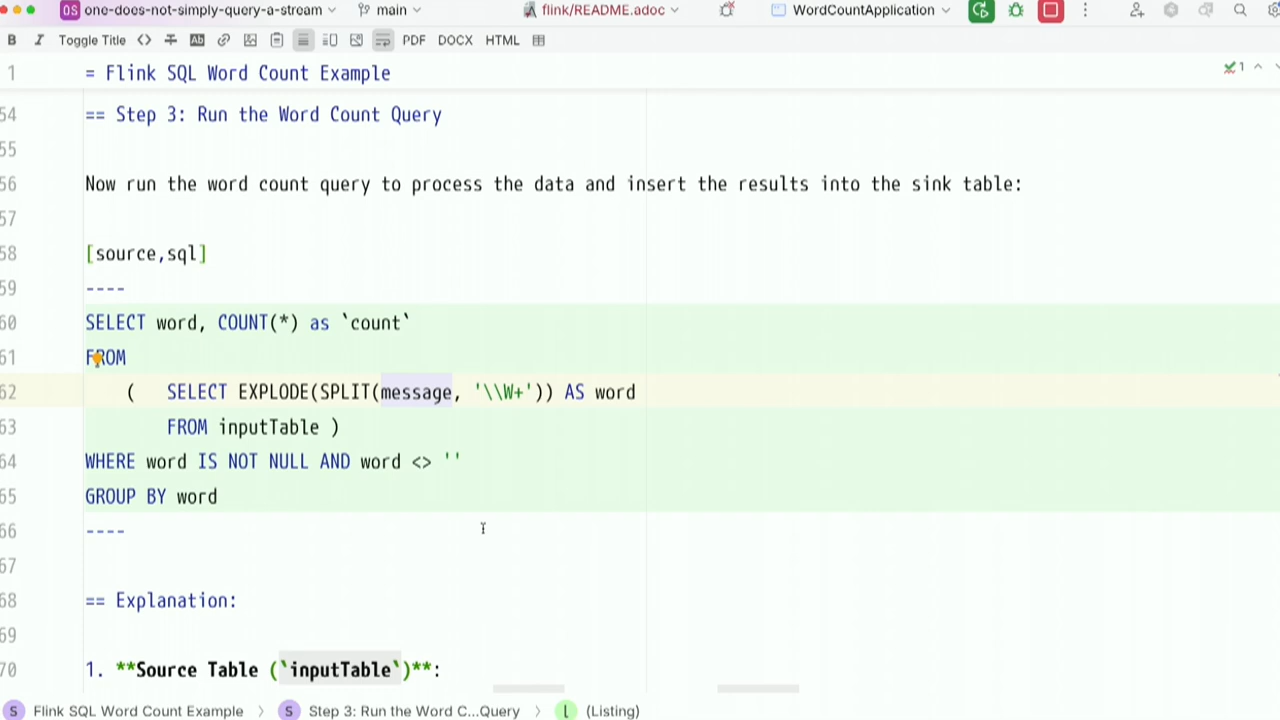 OS one-does-not-simply-query-a-stream main flink/README.adoc WordCountApplication
B I Toggle Title Ab PDF DOCX HTML
1 = Flink SQL Word Count Example 1
54 == Step 3: Run the Word Count Query
55
56 Now run the word count query to process the data and insert the results into the sink table:
57
58 [source,sql]
59 ----
60 SELECT word, COUNT(*) as `count`
61 FROM
62 ( SELECT EXPLODE(SPLIT(message, '\\W+')) AS word
63 FROM inputTable )
64 WHERE word IS NOT NULL AND word <> ''
65 GROUP BY word
66 ----
67
68 == Explanation:
69
70 1. **Source Table (`inputTable`)**:
S Flink SQL Word Count Example S Step 3: Run the Word C...Query l (Listing)